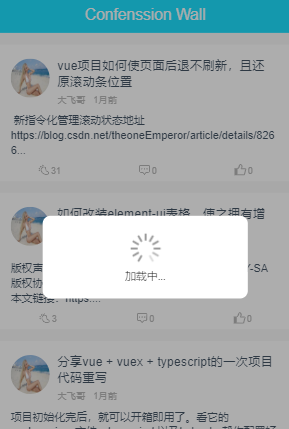 Confenssion Wall
vue项目如何使页面后退不刷新，且还
原滚动条位置
大飞哥 1月前
新指令化管理滚动状态地址
https://blog.csdn.net/theoneEmperor/article/details/826
6...
31
0
0
如何改装element-ui表格，使之拥有增
加载中...
版权声
Y-SA
版权协
本文链接：https:....
3
0
0
分享vue + vuex + typescript的一次项目
代码重写
大飞哥 1月前
项目初始化完后，就可以开箱即用了。看它的